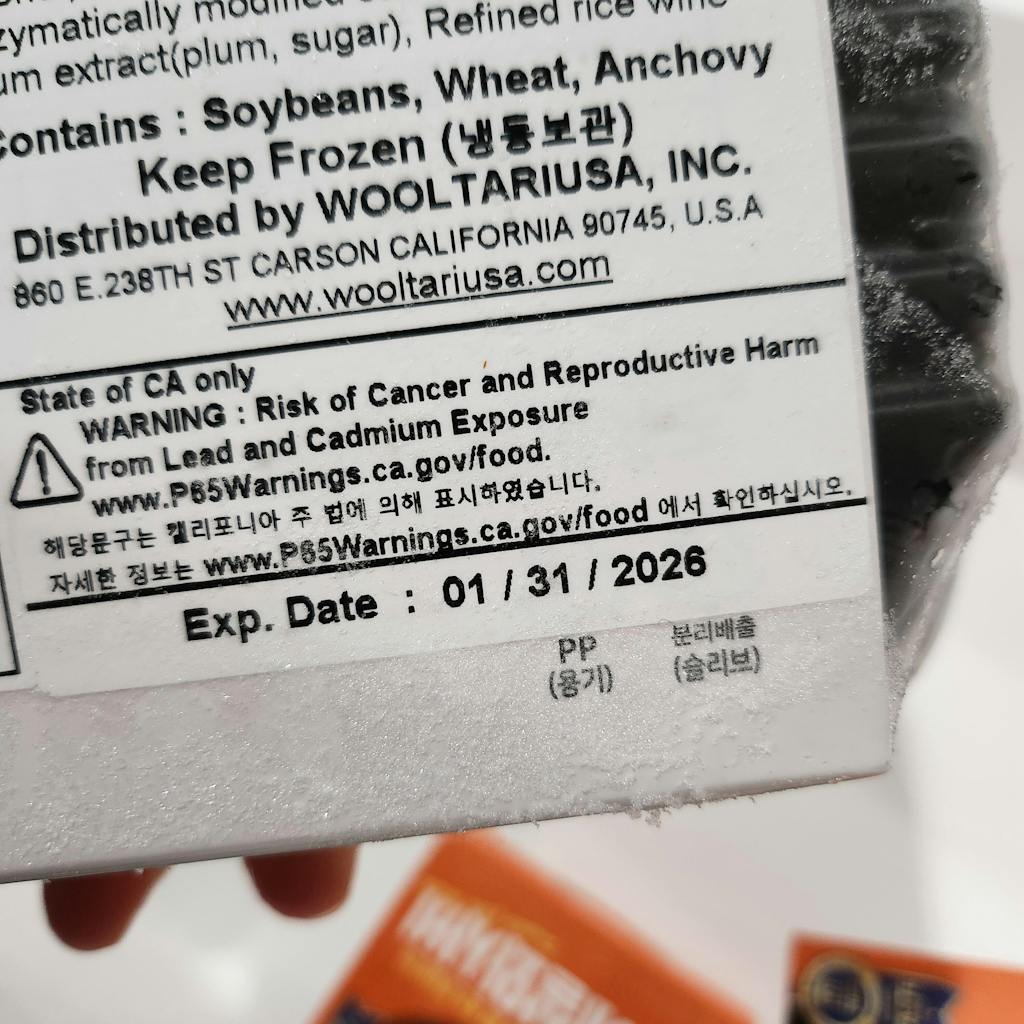 um extract(plum, sugar), Refined rice wine
Contains : Soybeans, Wheat, Anchovy
Keep Frozen (냉동보관)
Distributed by WOOLTARIUSA, INC.
860 E.238TH ST CARSON CALIFORNIA 90745, U.S.A
www.wooltariusa.com
State of CA only
WARNING : Risk of Cancer and Reproductive Harm
from Lead and Cadmium Exposure
www.P65Warnings.ca.gov/food.
해당문구는 캘리포니아 주 법에 의해 표시하였습니다.
자세한 정보는 www.P65Warnings.ca.gov/food 에서 확인하십시오.
Exp. Date : 01 / 31 / 2026
PP 분리배출
(용기) (슬리브)